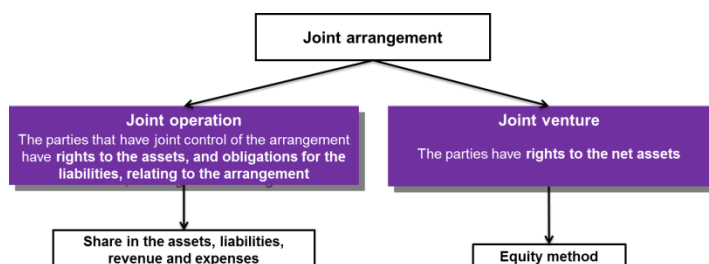 Joint arrangement
Joint operation
The parties that have joint control of the arrangement
have rights to the assets, and obligations for the
liabilities, relating to the arrangement
Joint venture
The parties have rights to the net assets
Share in the assets, liabilities,
revenue and expenses
Equity method